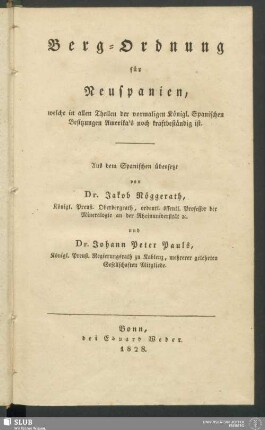 Berg-Ordnung
für
Neuspanien,
welche in allen Theilen der vormaligen Königl. Spanischen
Besitzungen Amerika's noch kraftbeständig ist.
Aus dem Spanischen übersetzt
von
Dr. Jakob Nöggerath,
Königl. Preuß. Oberbergrath, ordentl. öffentl. Professor der
Mineralogie an der Rheinuniversität ꝛc.
und
Dr. Johann Peter Pauls,
Königl. Preuß. Regierungsrath zu Koblenz, mehrerer gelehrten
Gesellschaften Mitgliede.
Bonn,
bei Eduard Weber.
1828.
SLUB